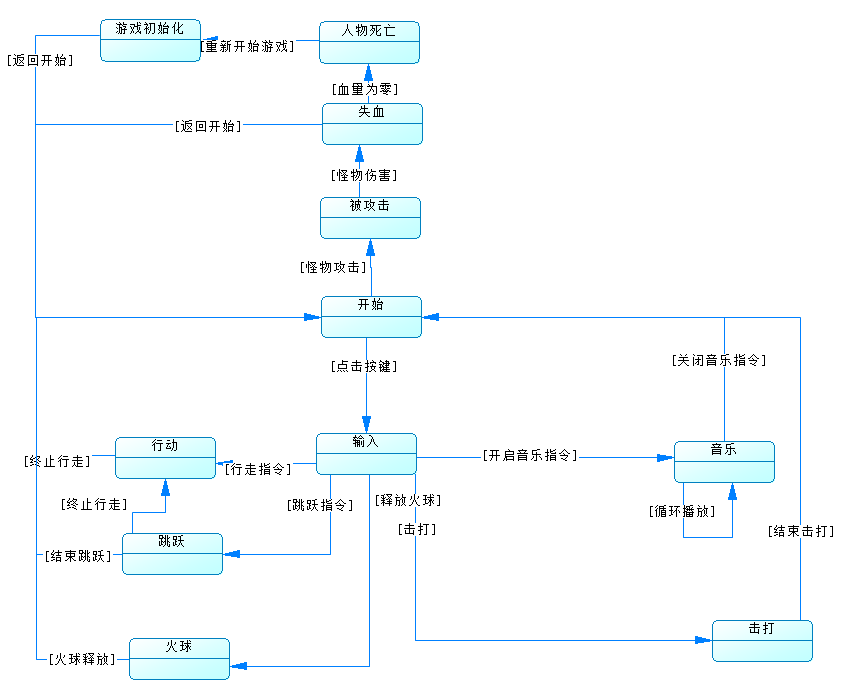 游戏初始化
人物死亡
[重新开始游戏]
[返回开始]
[血量为零]
失血
[返回开始]
[怪物伤害]
被攻击
[怪物攻击]
开始
[点击按键]
[关闭音乐指令]
行动
输入
音乐
[终止行走]
[行走指令]
[开启音乐指令]
[终止行走]
[跳跃指令]
[释放火球]
[循环播放]
[击打]
[结束击打]
跳跃
[结束跳跃]
击打
火球
[火球释放]